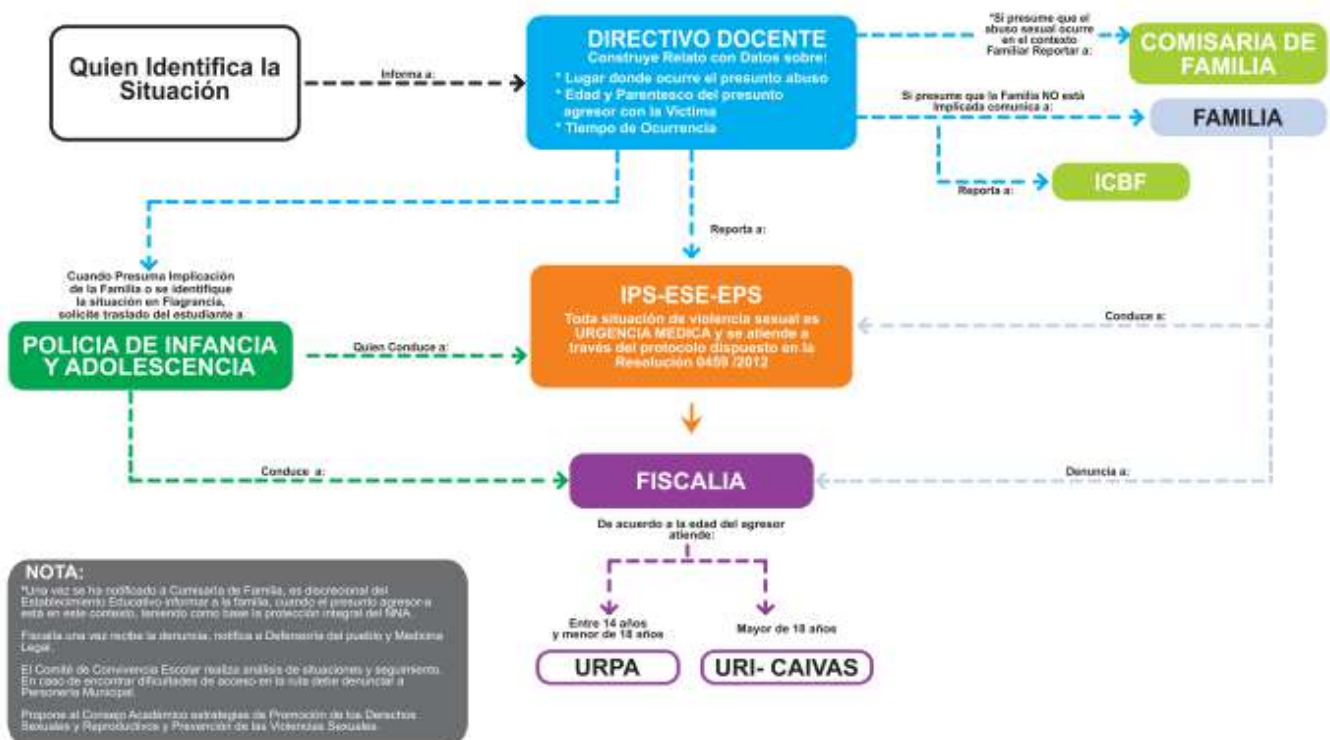 Quien Identifica la
Situación
Informa a:
DIRECTIVO DOCENTE
Construye Relato con Datos sobre:
* Lugar donde ocurre el presunto abuso
* Edad y Parentesco del presunto
agresor con la Victima
* Tiempo de Ocurrencia
"Si presume que el
abuso sexual ocurre
en el contexto
Familiar Reportar a:
COMISARIA DE
FAMILIA
Si presume que la Familia NO está
Implicada comunica a:
FAMILIA
Reporta a:
ICBF
Reporta a:
Cuando Presuma Implicación
de la Familia o se identifique
la situación en Flagrancia,
solicite traslado del estudiante a
POLICIA DE INFANCIA
Y ADOLESCENCIA
Quien Conduce a:
IPS-ESE-EPS
Toda situación de violencia sexual es
URGENCIA MEDICA y se atiende a
través del protocolo dispuesto en la
Resolución 0459 /2012
Conduce a:
Conduce a:
FISCALIA
Denuncia a:
De acuerdo a la edad del agresor
atiende:
Entre 14 años
y menor de 18 años
Mayor de 18 años
URPA
URI- CAIVAS
NOTA:
*Una vez se ha notificado a Comisaría de Familia, es discrecional del
Establecimiento Educativo informar a la familia, cuando el presunto agresor
está en este contexto, teniendo como base la protección integral del NNA.
Fiscalía una vez recibe la denuncia, notifica a Defensoría del pueblo y Medicina
Legal.
El Comité de Convivencia Escolar realiza análisis de situaciones y seguimiento.
En caso de encontrar dificultades de acceso en la ruta debe denunciar a
Personería Municipal.
Propone al Consejo Académico estrategias de Promoción de los Derechos
Sexuales y Reproductivos y Prevención de las Violencias Sexuales.